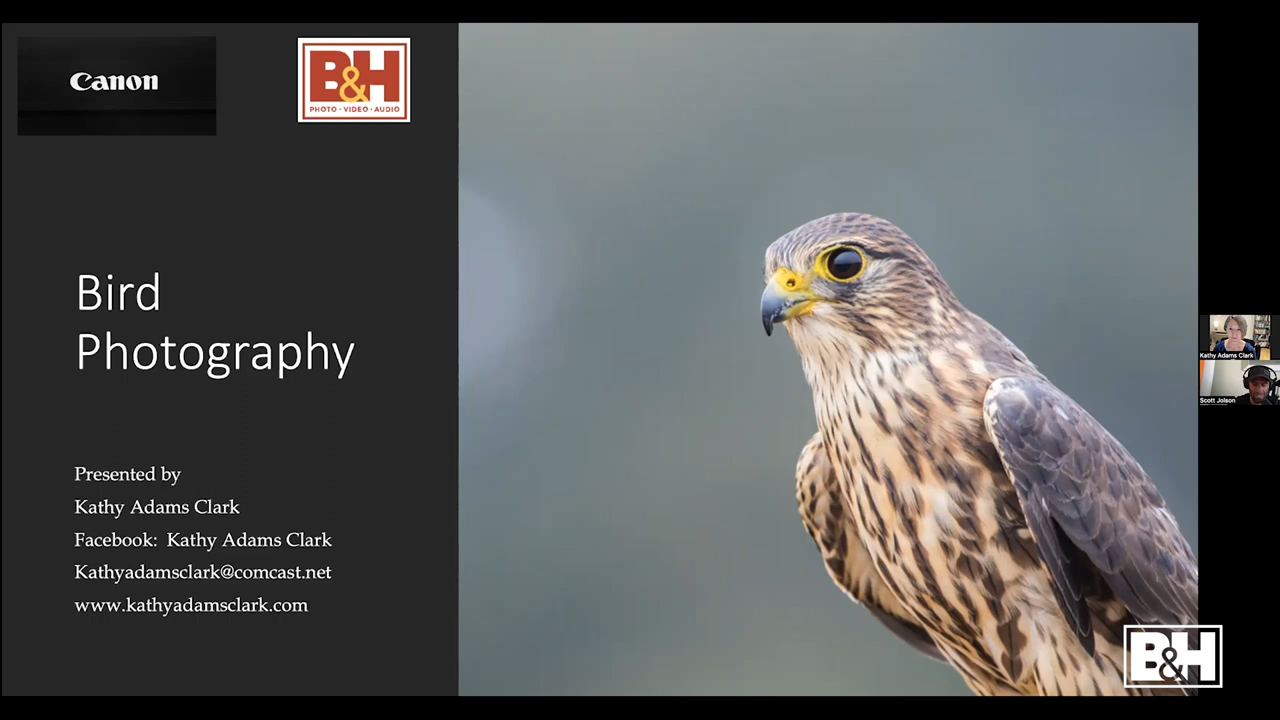 Canon
B&H
PHOTO · VIDEO · AUDIO
Bird
Photography
Presented by
Kathy Adams Clark
Facebook: Kathy Adams Clark
Kathyadamsclark@comcast.net
www.kathyadamsclark.com
Kathy Adams Clark
Scott Jolson
B&H